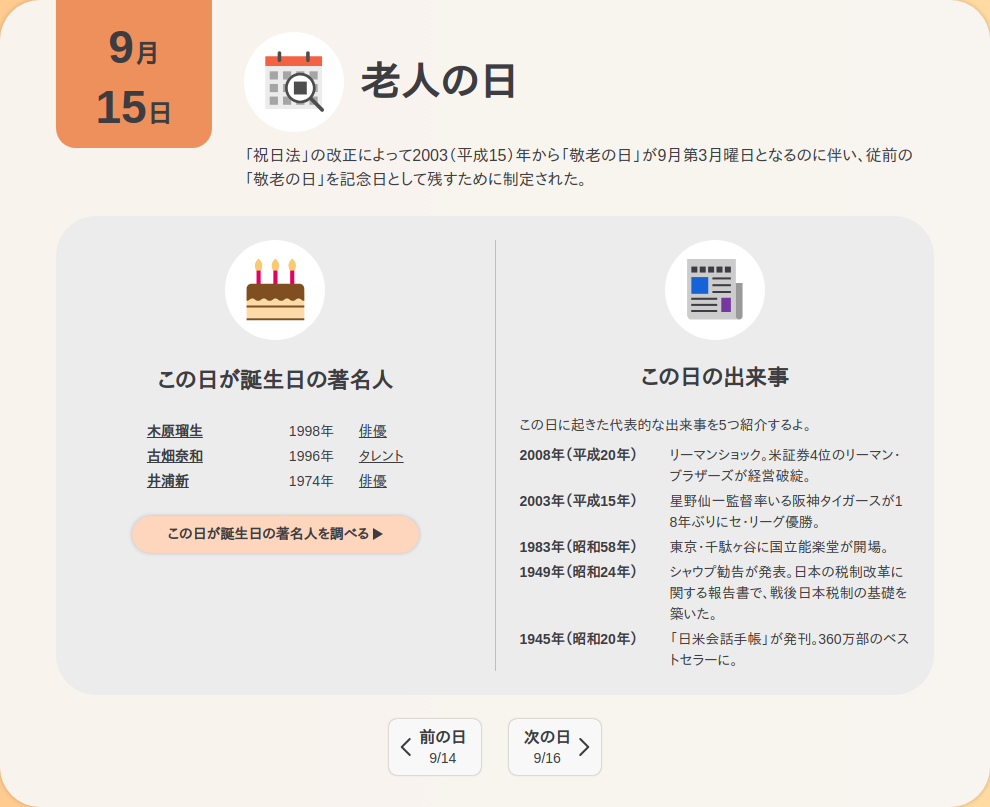 9月
15日
老人の日
「祝日法」の改正によって2003（平成15）年から「敬老の日」が9月第3月曜日となるのに伴い、従前の
「敬老の日」を記念日として残すために制定された。
この日が誕生日の著名人
木原瑠生 1998年 俳優
古畑奈和 1996年 タレント
井浦新 1974年 俳優
この日が誕生日の著名人を調べる▶
この日の出来事
この日に起きた代表的な出来事を5つ紹介するよ。
2008年（平成20年） リーマンショック。米証券4位のリーマン・
ブラザーズが経営破綻。
2003年（平成15年） 星野仙一監督率いる阪神タイガースが1
8年ぶりにセ・リーグ優勝。
1983年（昭和58年） 東京・千駄ヶ谷に国立能楽堂が開場。
1949年（昭和24年） シャウプ勧告が発表。日本の税制改革に
関する報告書で、戦後日本税制の基礎を
築いた。
1945年（昭和20年） 「日米会話手帳」が発刊。360万部のベス
トセラーに。
前の日
9/14
次の日
9/16